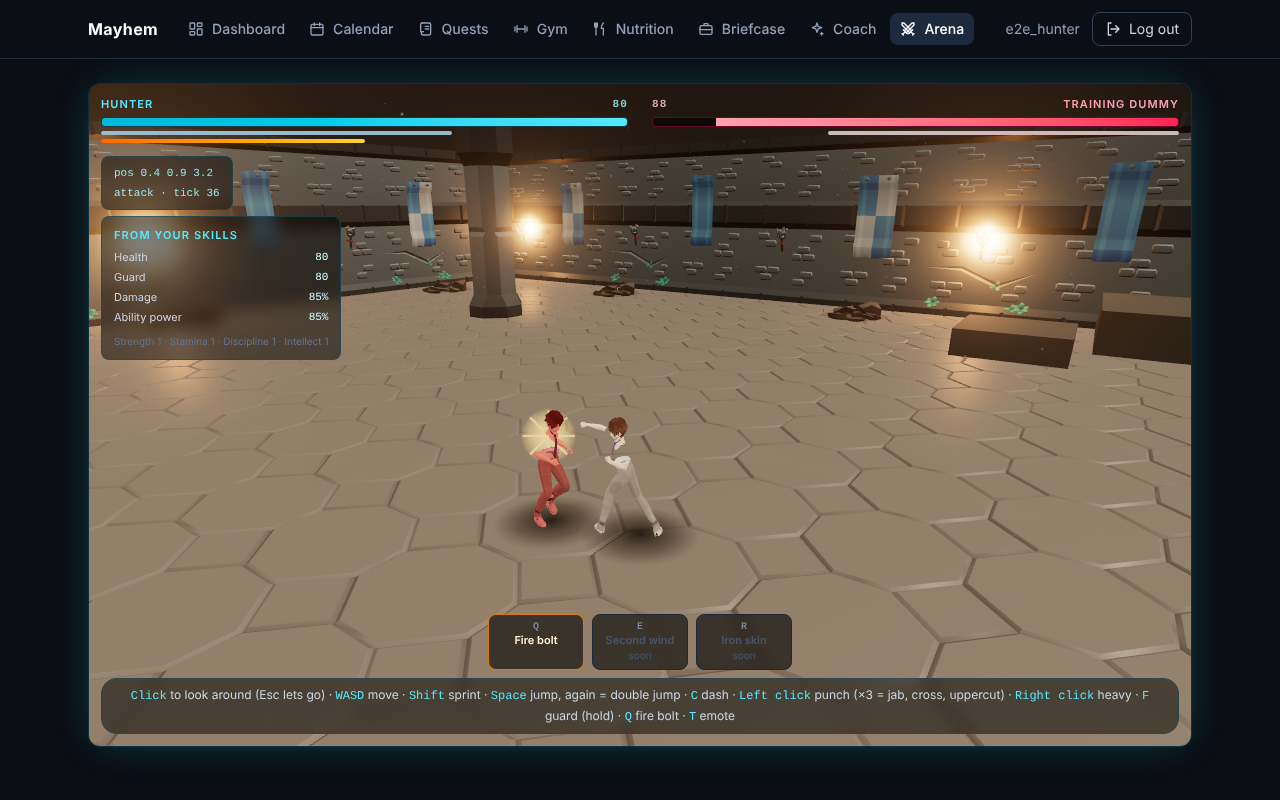 Mayhem
Dashboard
Calendar
Quests
Gym
Nutrition
Briefcase
Coach
Arena
e2e_hunter
Log out
HUNTER
80
88
TRAINING DUMMY
pos 0.4 0.9 3.2
attack · tick 36
FROM YOUR SKILLS
Health 80
Guard 80
Damage 85%
Ability power 85%
Strength 1 · Stamina 1 · Discipline 1 · Intellect 1
Q
Fire bolt
E
Second wind
soon
R
Iron skin
soon
Click to look around (Esc lets go) · WASD move · Shift sprint · Space jump, again = double jump · C dash · Left click punch (×3 = jab, cross, uppercut) · Right click heavy · F
guard (hold) · Q fire bolt · T emote